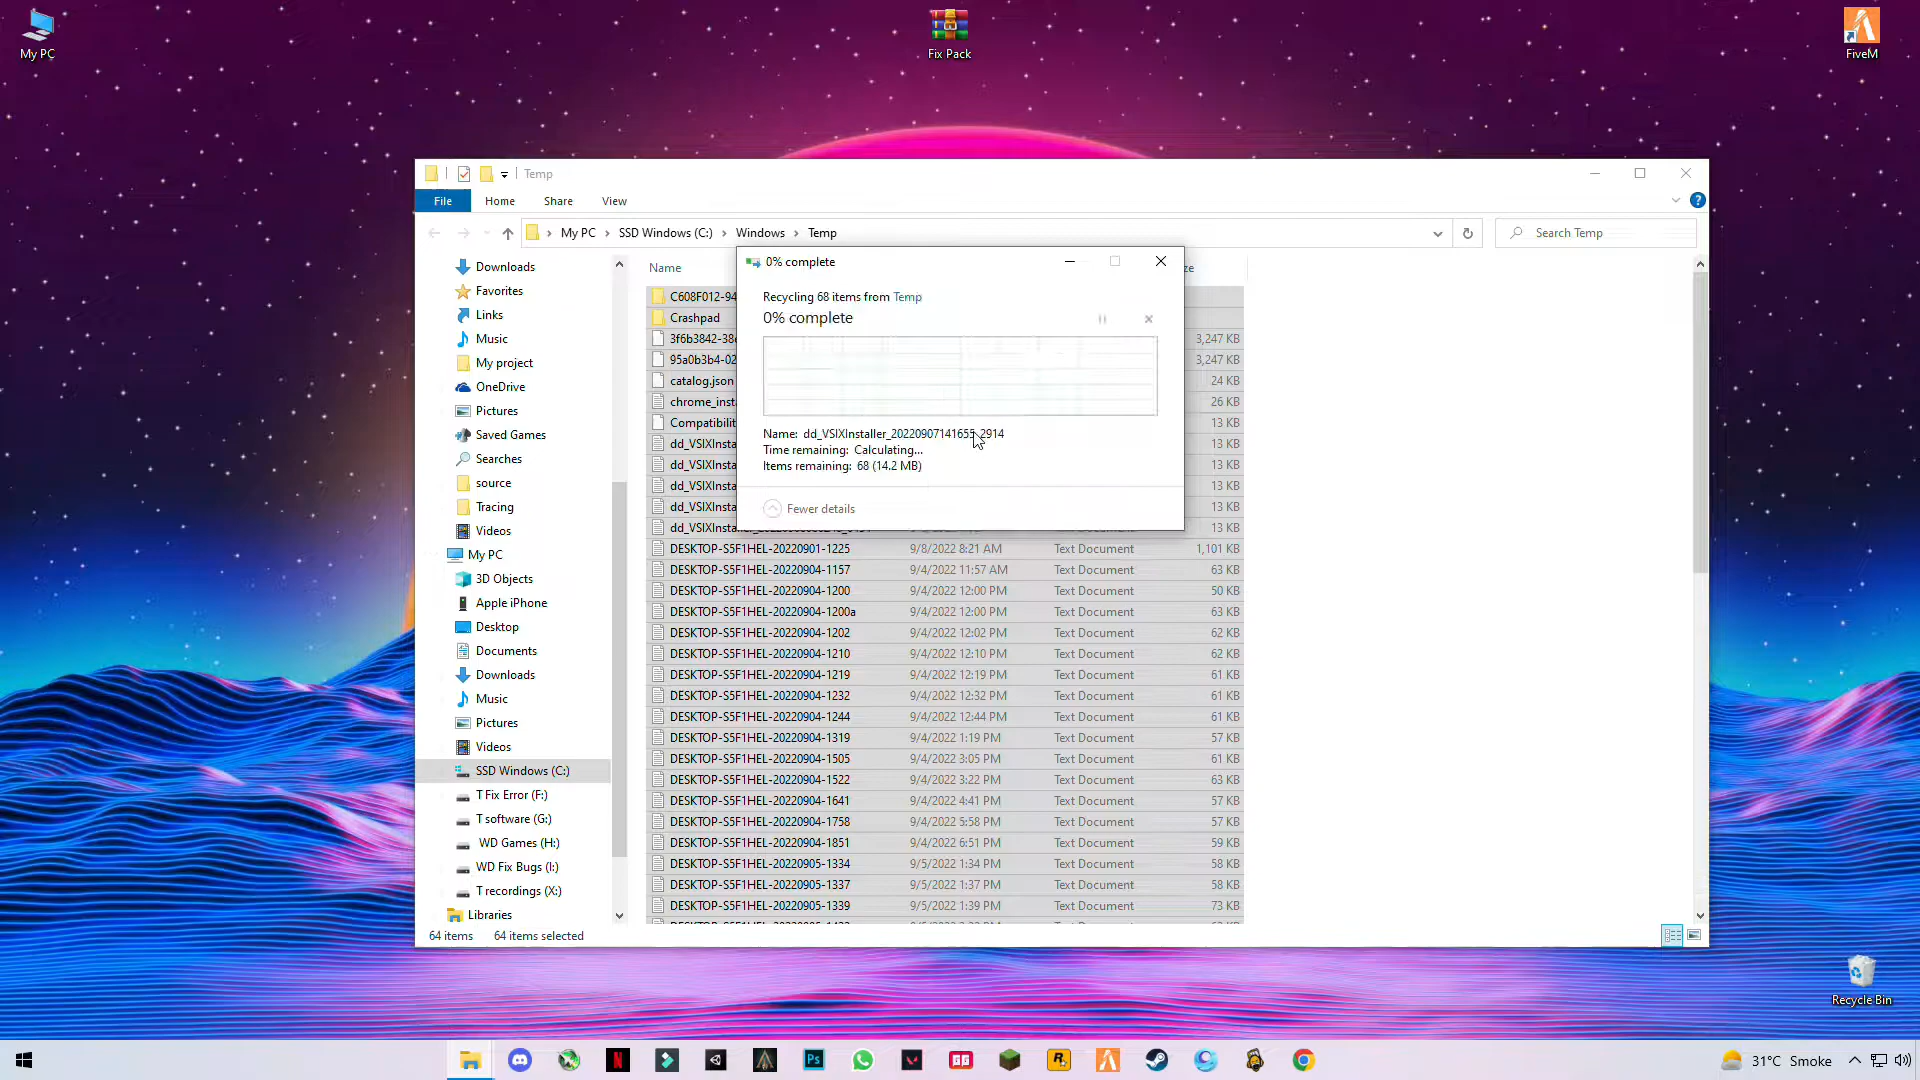 My PC
Fix Pack
FiveM
Temp
File
Home
Share
View
My PC
SSD Windows (C:)
Windows
Temp
Search Temp
Downloads
Favorites
Links
Music
My project
OneDrive
Pictures
Saved Games
Searches
source
Tracing
Videos
My PC
3D Objects
Apple iPhone
Desktop
Documents
Downloads
Music
Pictures
Videos
SSD Windows (C:)
T Fix Error (F:)
T software (G:)
WD Games (H:)
WD Fix Bugs (I:)
T recordings (X:)
Libraries
64 items 64 items selected
Name
ze
C608F012-94
Crashpad
3f6b3842-38 3,247 KB
95a0b3b4-02 3,247 KB
catalog.json 24 KB
chrome_inst 26 KB
Compatibilit 13 KB
dd_VSIXInsta 13 KB
dd_VSIXInsta 13 KB
dd_VSIXInsta 13 KB
dd_VSIXInsta 13 KB
dd_VSIXInsta 13 KB
DESKTOP-S5F1HEL-20220901-1225 9/8/2022 8:21 AM Text Document 1,101 KB
DESKTOP-S5F1HEL-20220904-1157 9/4/2022 11:57 AM Text Document 63 KB
DESKTOP-S5F1HEL-20220904-1200 9/4/2022 12:00 PM Text Document 50 KB
DESKTOP-S5F1HEL-20220904-1200a 9/4/2022 12:00 PM Text Document 63 KB
DESKTOP-S5F1HEL-20220904-1202 9/4/2022 12:02 PM Text Document 62 KB
DESKTOP-S5F1HEL-20220904-1210 9/4/2022 12:10 PM Text Document 62 KB
DESKTOP-S5F1HEL-20220904-1219 9/4/2022 12:19 PM Text Document 61 KB
DESKTOP-S5F1HEL-20220904-1232 9/4/2022 12:32 PM Text Document 61 KB
DESKTOP-S5F1HEL-20220904-1244 9/4/2022 12:44 PM Text Document 61 KB
DESKTOP-S5F1HEL-20220904-1319 9/4/2022 1:19 PM Text Document 57 KB
DESKTOP-S5F1HEL-20220904-1505 9/4/2022 3:05 PM Text Document 61 KB
DESKTOP-S5F1HEL-20220904-1522 9/4/2022 3:22 PM Text Document 63 KB
DESKTOP-S5F1HEL-20220904-1641 9/4/2022 4:41 PM Text Document 57 KB
DESKTOP-S5F1HEL-20220904-1758 9/4/2022 5:58 PM Text Document 57 KB
DESKTOP-S5F1HEL-20220904-1851 9/4/2022 6:51 PM Text Document 59 KB
DESKTOP-S5F1HEL-20220905-1334 9/5/2022 1:34 PM Text Document 58 KB
DESKTOP-S5F1HEL-20220905-1337 9/5/2022 1:37 PM Text Document 58 KB
DESKTOP-S5F1HEL-20220905-1339 9/5/2022 1:39 PM Text Document 73 KB
0% complete
Recycling 68 items from Temp
0% complete
Name: dd_VSIXInstaller_20220907141655_2914
Time remaining: Calculating...
Items remaining: 68 (14.2 MB)
Fewer details
Recycle Bin
31°C Smoke